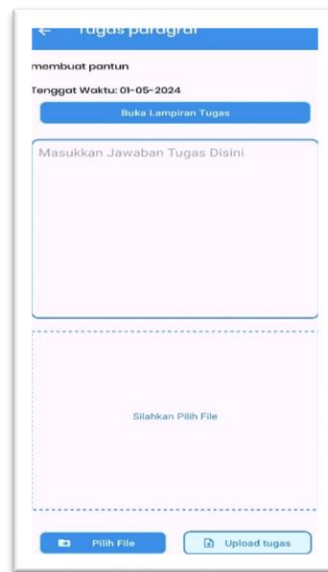 Tugas paragraf
membuat pantun
Tenggat Waktu: 01-05-2024
Buka Lampiran Tugas
Masukkan Jawaban Tugas Disini
Silahkan Pilih File
Pilih File
Upload tugas